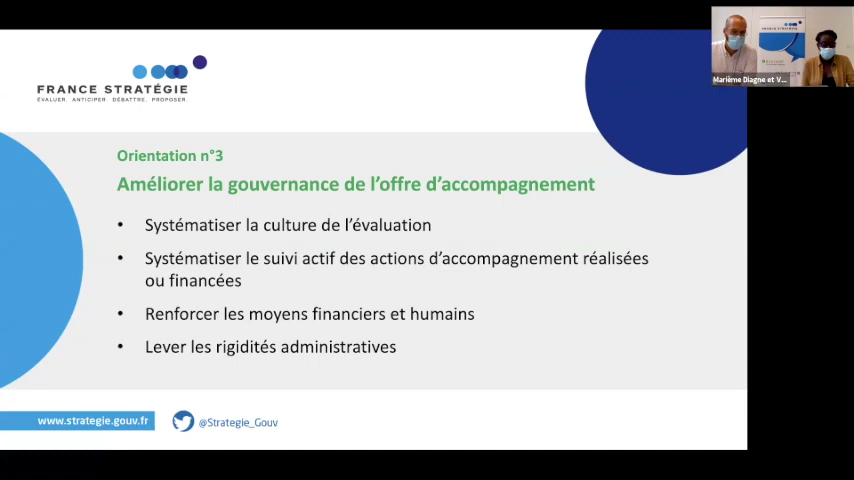 FRANCE STRATÉGIE
ÉVALUER. ANTICIPER. DÉBATTRE. PROPOSER.
FRANCE STRATÉGIE
Marième Diagne et V...
Orientation n°3
Améliorer la gouvernance de l’offre d’accompagnement
• Systématiser la culture de l’évaluation
• Systématiser le suivi actif des actions d’accompagnement réalisées
ou financées
• Renforcer les moyens financiers et humains
• Lever les rigidités administratives
www.strategie.gouv.fr
@Strategie_Gouv